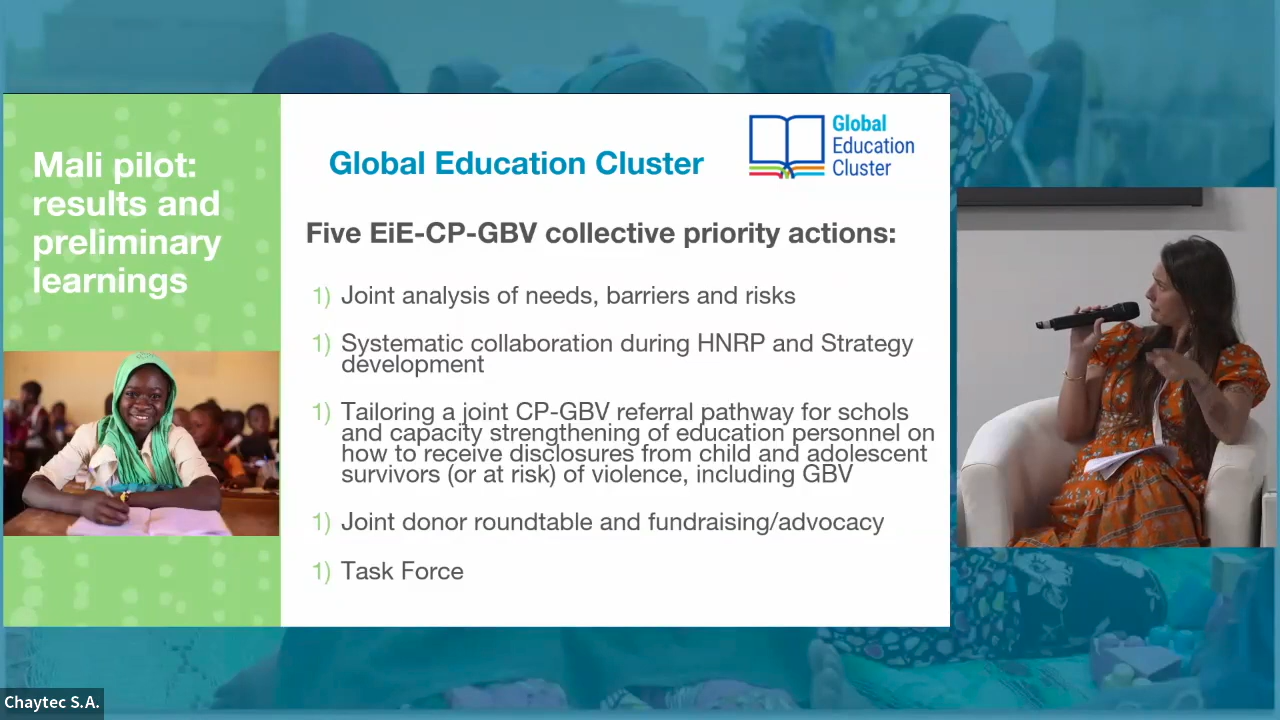 Mali pilot:
results and
preliminary
learnings
Global Education Cluster
Global
Education
Cluster
Five EiE-CP-GBV collective priority actions:
1) Joint analysis of needs, barriers and risks
1) Systematic collaboration during HNRP and Strategy
development
1) Tailoring a joint CP-GBV referral pathway for schols
and capacity strengthening of education personnel on
how to receive disclosures from child and adolescent
survivors (or at risk) of violence, including GBV
1) Joint donor roundtable and fundraising/advocacy
1) Task Force
Chaytec S.A.